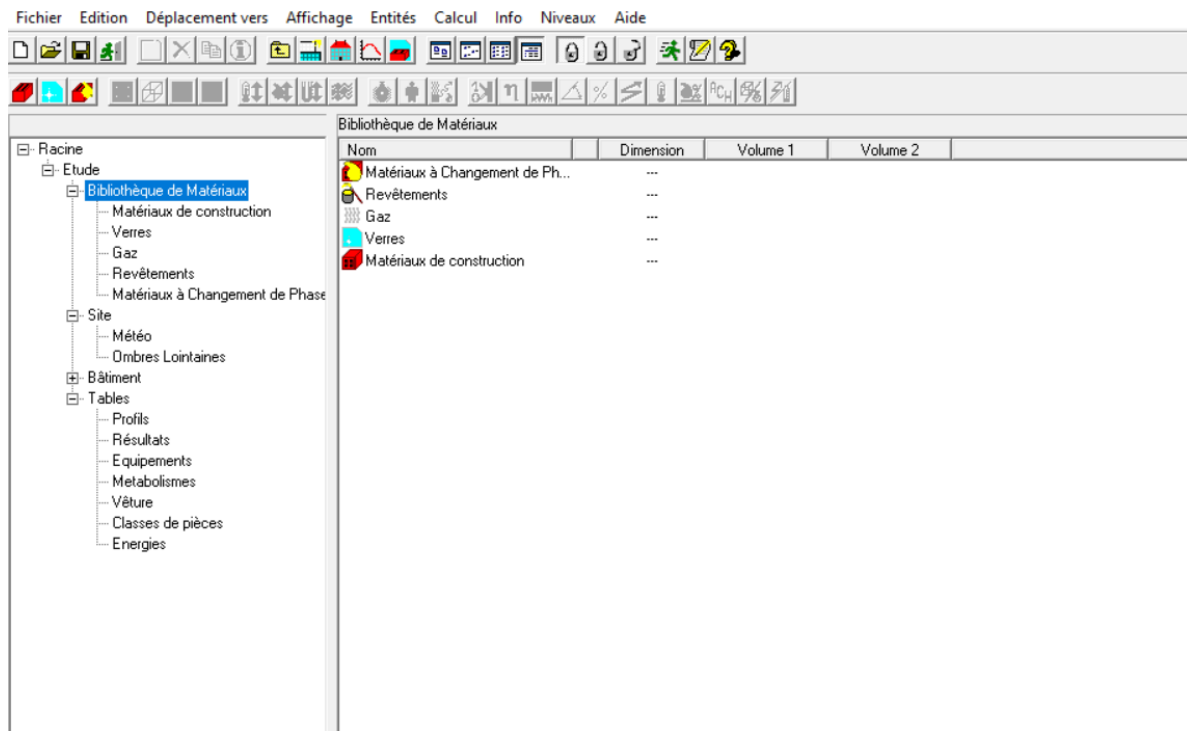 Fichier Edition Déplacement vers Affichage Entités Calcul Info Niveaux Aide
Bibliothèque de Matériaux
Racine
Etude
Bibliothèque de Matériaux
Matériaux de construction
Verres
Gaz
Revêtements
Matériaux à Changement de Phase
Site
Météo
Ombres Lointaines
Bâtiment
Tables
Profils
Résultats
Equipements
Metabolismes
Vêture
Classes de pièces
Energies
Nom Dimension Volume 1 Volume 2
Matériaux à Changement de Ph... ---
Revêtements ---
Gaz ---
Verres ---
Matériaux de construction ---